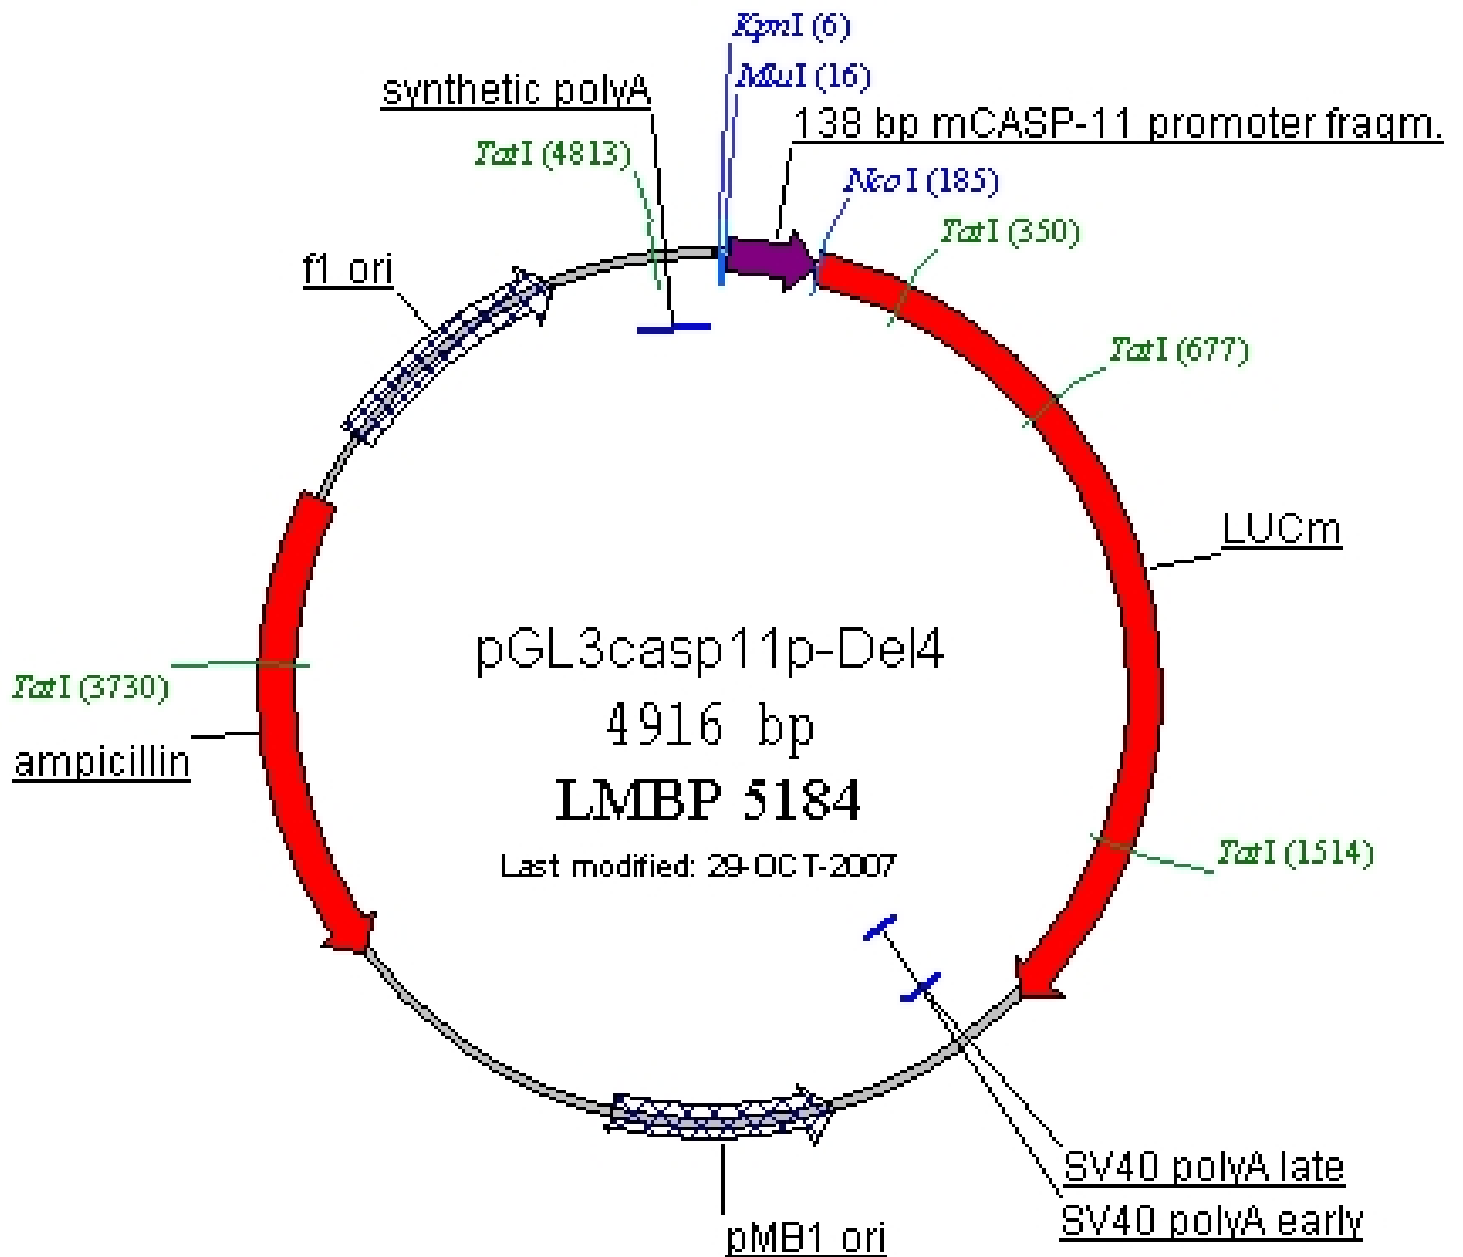 KpnI (6)
MluI (16)
synthetic polyA
138 bp mCASP-11 promoter fragm.
TatI (4813)
NcoI (185)
TatI (350)
f1 ori
TatI (677)
LUCm
pGL3casp11p-Del4
TatI (3730)
4916 bp
ampicillin
LMBP 5184
TatI (1514)
Last modified: 29-OCT-2007
SV40 polyA late
SV40 polyA early
pMB1 ori